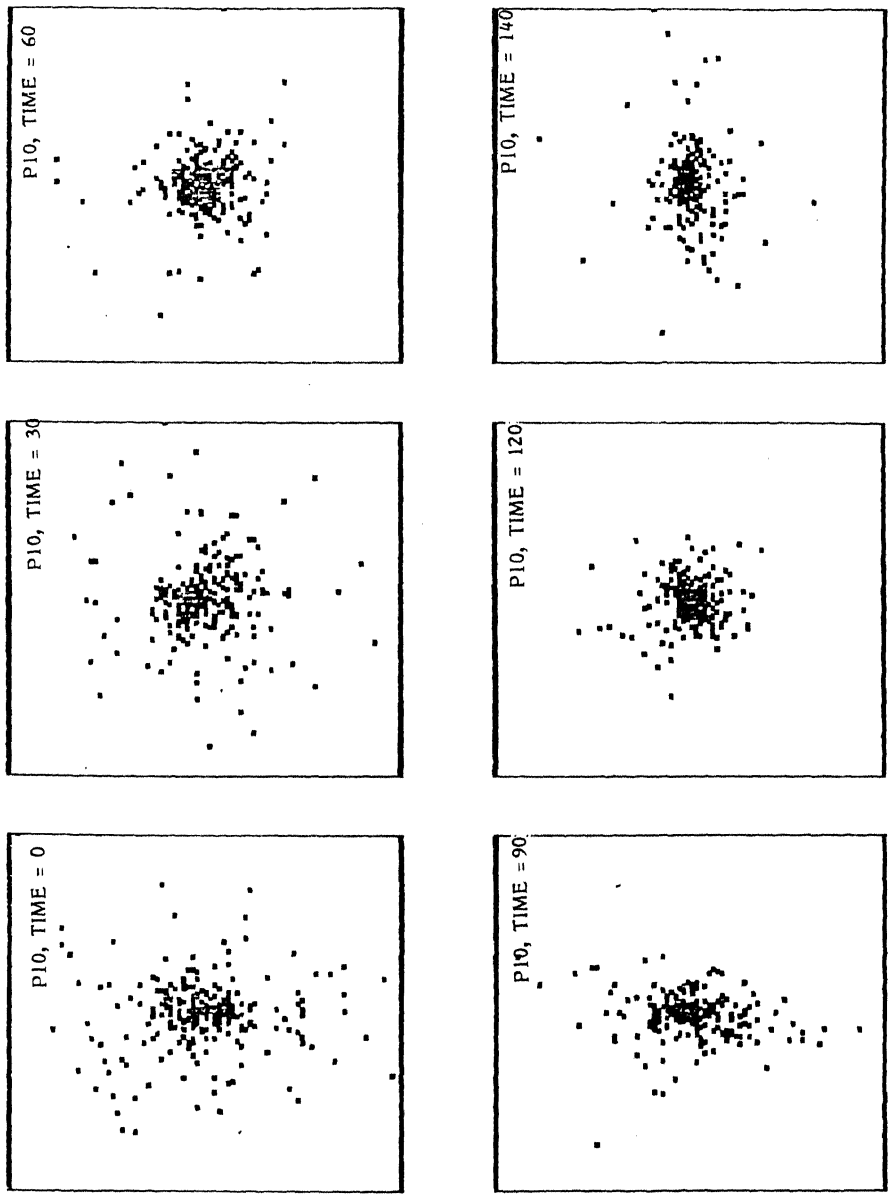 P10, TIME = 0
P10, TIME = 30
P10, TIME = 60
P10, TIME = 90
P10, TIME = 120
P10, TIME = 140